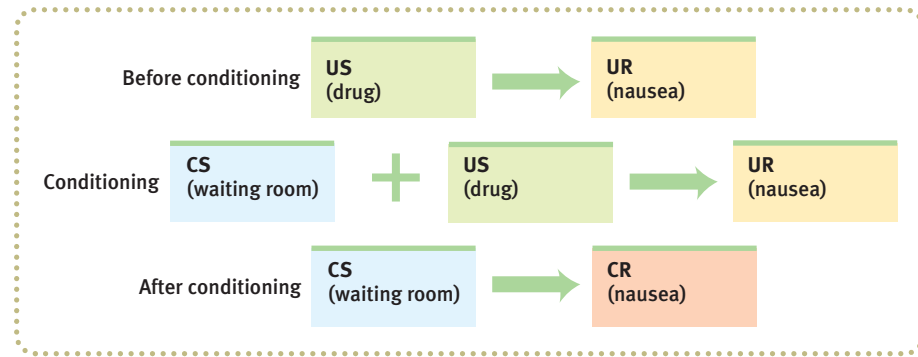 Before conditioning
US
(drug)
UR
(nausea)
Conditioning
CS
(waiting room)
+
US
(drug)
UR
(nausea)
After conditioning
CS
(waiting room)
CR
(nausea)